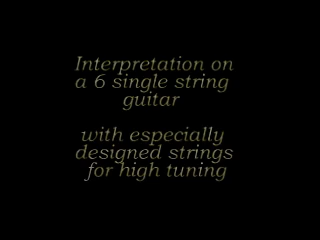 Interpretation on
a 6 single string
guitar
with especially
designed strings
for high tuning